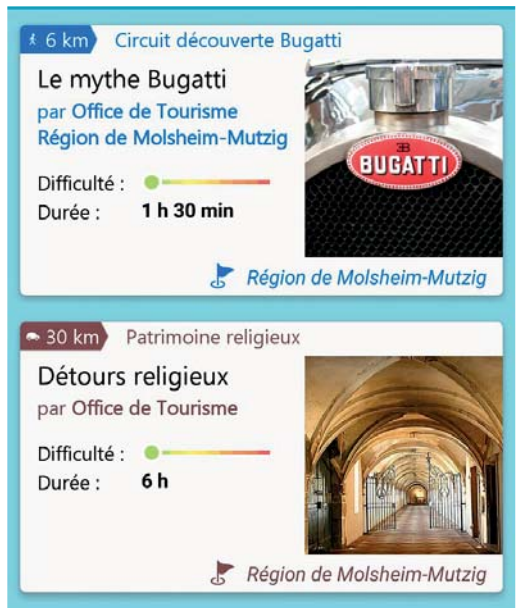 6 km Circuit découverte Bugatti
Le mythe Bugatti
par Office de Tourisme
Région de Molsheim-Mutzig
Difficulté :
Durée : 1 h 30 min
EB
BUGATTI
Région de Molsheim-Mutzig
30 km Patrimoine religieux
Détours religieux
par Office de Tourisme
Difficulté :
Durée : 6 h
Région de Molsheim-Mutzig